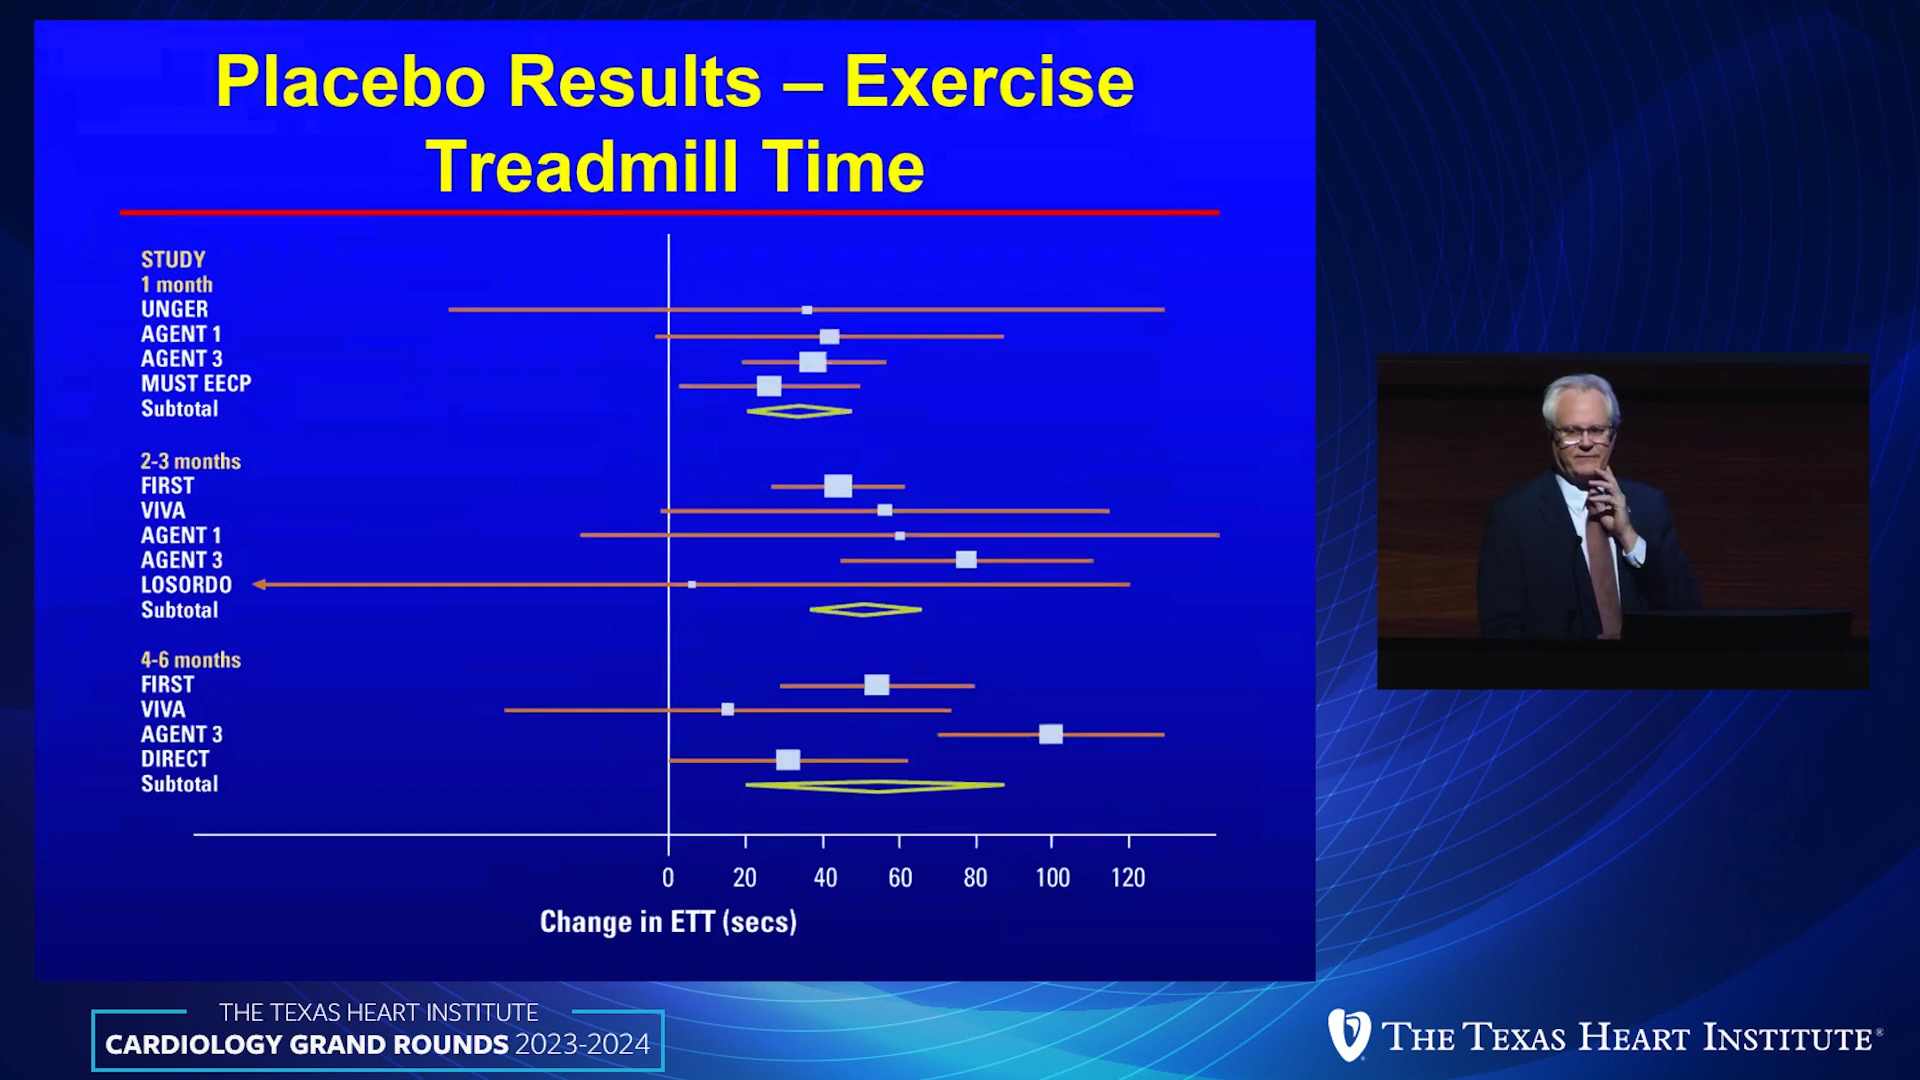 Placebo Results – Exercise
Treadmill Time
STUDY
1 month
UNGER
AGENT 1
AGENT 3
MUST EECP
Subtotal
2-3 months
FIRST
VIVA
AGENT 1
AGENT 3
LOSORDO
Subtotal
4-6 months
FIRST
VIVA
AGENT 3
DIRECT
Subtotal
0 20 40 60 80 100 120
Change in ETT (secs)
THE TEXAS HEART INSTITUTE
CARDIOLOGY GRAND ROUNDS 2023-2024
THE TEXAS HEART INSTITUTE®